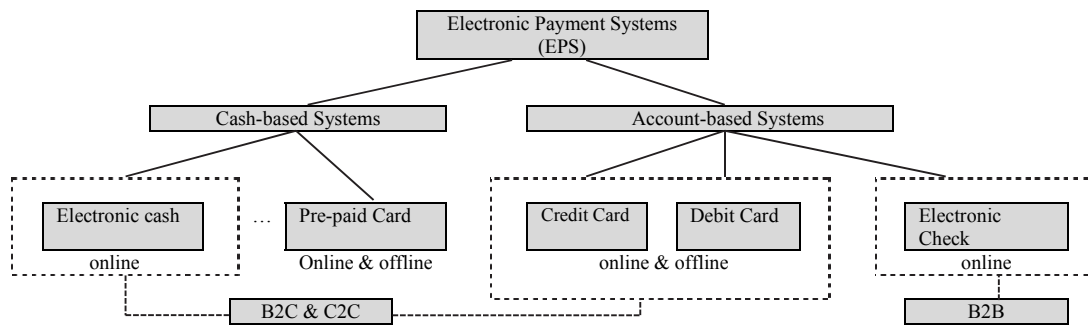 Electronic Payment Systems
(EPS)
Cash-based Systems
Account-based Systems
Electronic cash
…
Pre-paid Card
Credit Card
Debit Card
Electronic
Check
online
Online & offline
online & offline
online
B2C & C2C
B2B